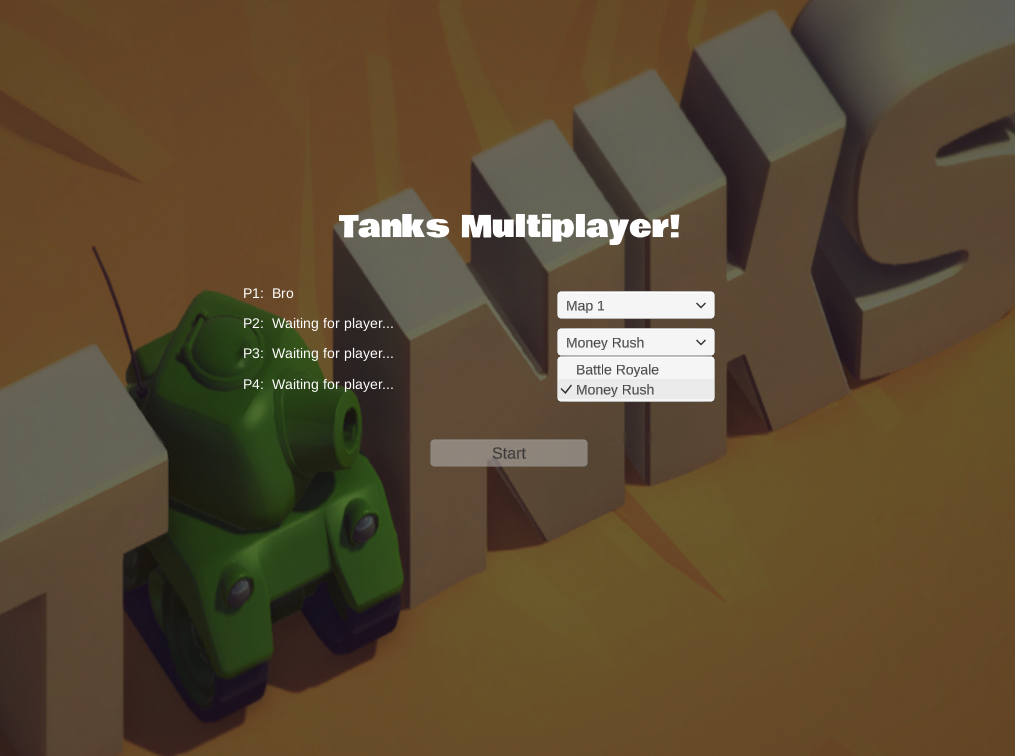 Tanks Multiplayer!
P1: Bro
P2: Waiting for player...
P3: Waiting for player...
P4: Waiting for player...
Map 1
Money Rush
Battle Royale
Money Rush
Start
TANKS